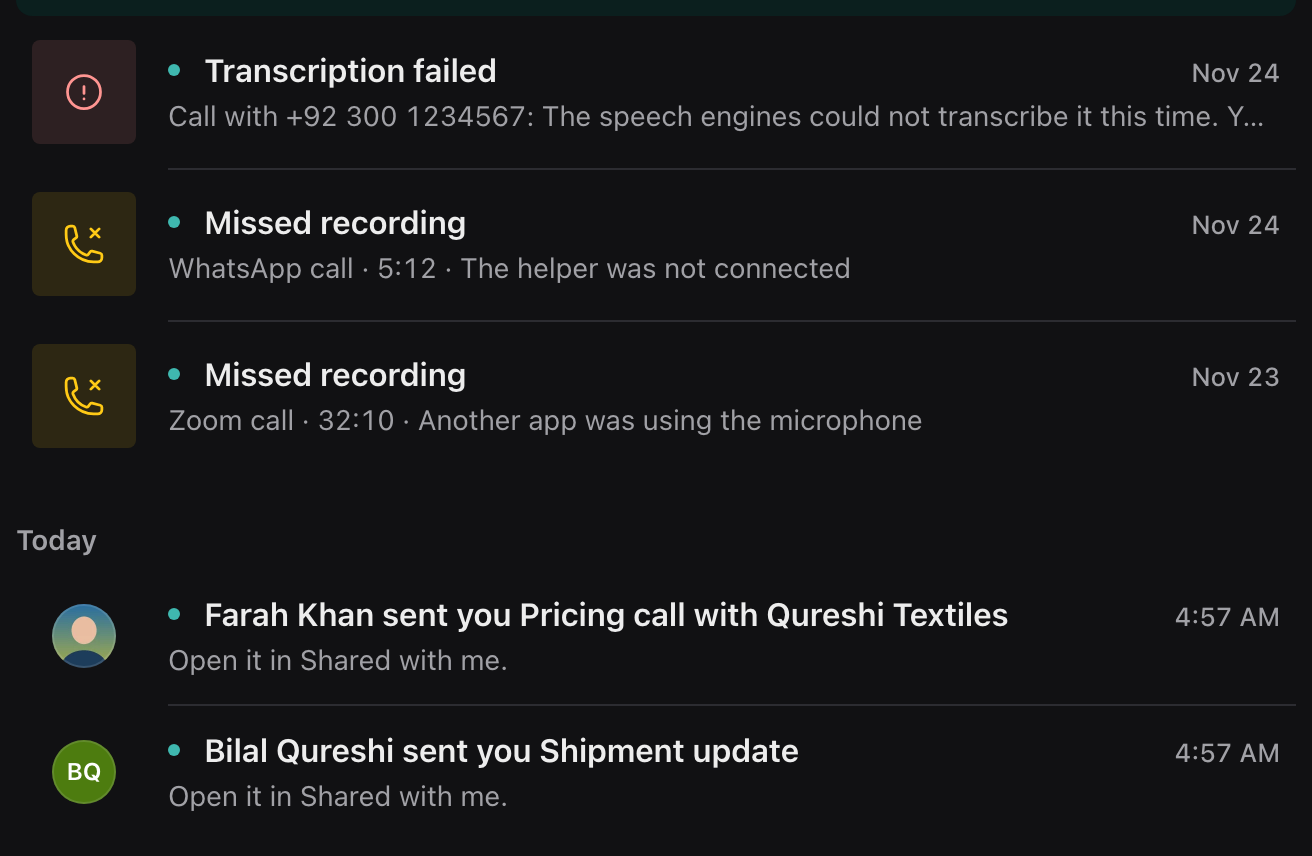 Transcription failed
Nov 24
Call with +92 300 1234567: The speech engines could not transcribe it this time. Y...
Missed recording
Nov 24
WhatsApp call · 5:12 · The helper was not connected
Missed recording
Nov 23
Zoom call · 32:10 · Another app was using the microphone
Today
Farah Khan sent you Pricing call with Qureshi Textiles
4:57 AM
Open it in Shared with me.
BQ
Bilal Qureshi sent you Shipment update
4:57 AM
Open it in Shared with me.